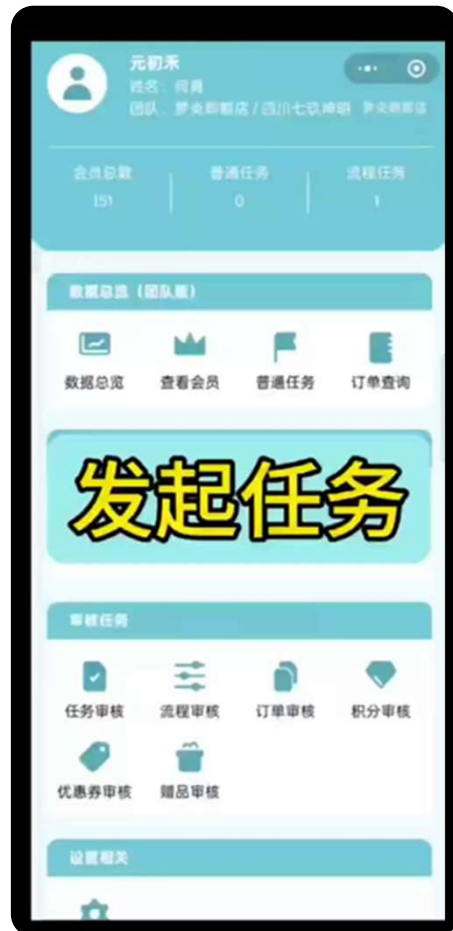 元初禾
姓名：何勇
会员总数 普通任务 流程任务
151 0 1
数据总览（团队版）
数据总览 查看会员 普通任务 订单查询
发起任务
审核任务
任务审核 流程审核 订单审核 积分审核
优惠券审核 赠品审核
设置相关